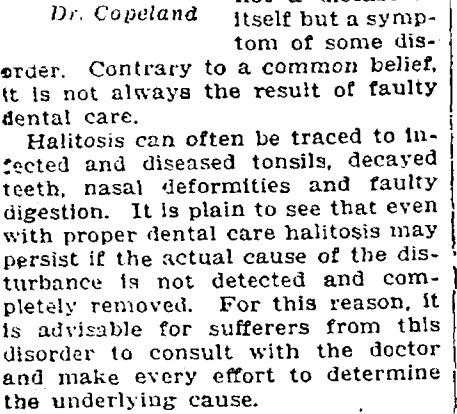 Dr. Copeland
itself but a symp-
tom of some dis-
order. Contrary to a common belief,
it is not always the result of faulty
dental care.
Halitosis can often be traced to in-
fected and diseased tonsils, decayed
teeth, nasal deformities and faulty
digestion. It is plain to see that even
with proper dental care halitosis may
persist if the actual cause of the dis-
turbance is not detected and com-
pletely removed. For this reason, it
is advisable for sufferers from this
disorder to consult with the doctor
and make every effort to determine
the underlying cause.